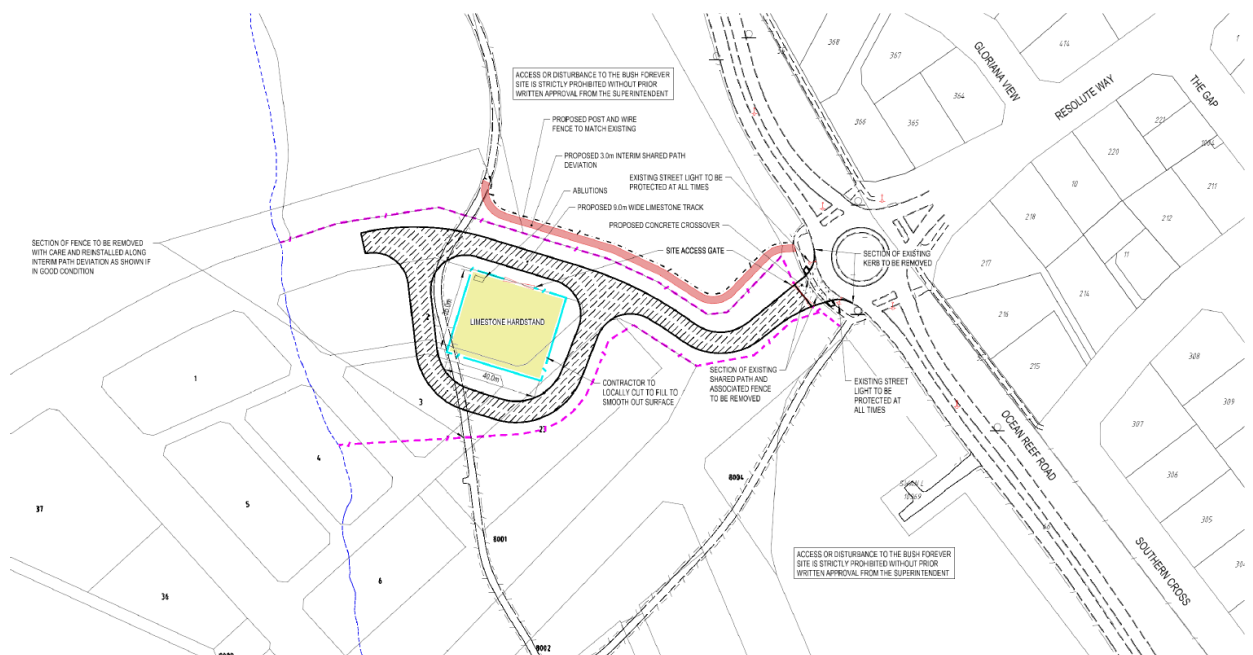 ACCESS OR DISTURBANCE TO THE BUSH FOREVER
SITE IS STRICTLY PROHIBITED WITHOUT PRIOR
WRITTEN APPROVAL FROM THE SUPERINTENDENT
PROPOSED POST AND WIRE
FENCE TO MATCH EXISTING
PROPOSED 3.0m INTERIM SHARED PATH
DEVIATION
EXISTING STREET LIGHT TO BE
PROTECTED AT ALL TIMES
ABLUTIONS
PROPOSED 9.0m WIDE LIMESTONE TRACK
PROPOSED CONCRETE CROSSOVER
SITE ACCESS GATE
SECTION OF EXISTING
KERB TO BE REMOVED
SECTION OF FENCE TO BE REMOVED
WITH CARE AND REINSTALLED ALONG
INTERIM PATH DEVIATION AS SHOWN IF
IN GOOD CONDITION
LIMESTONE HARDSTAND
40.0m
CONTRACTOR TO
LOCALLY CUT TO FILL TO
SMOOTH OUT SURFACE
SECTION OF EXISTING
SHARED PATH AND
ASSOCIATED FENCE
TO BE REMOVED
EXISTING STREET
LIGHT TO BE
PROTECTED AT
ALL TIMES
ACCESS OR DISTURBANCE TO THE BUSH FOREVER
SITE IS STRICTLY PROHIBITED WITHOUT PRIOR
WRITTEN APPROVAL FROM THE SUPERINTENDENT
GLORIANA VIEW
RESOLUTE WAY
THE GAP
OCEAN REEF ROAD
SOUTHERN CROSS
368
367
364
365
366
414
1
221
1004
220
211
10
218
212
11
217
214
216
215
308
309
307
306
305
304
1
2
3
4
5
6
23
37
36
8001
8002
8004